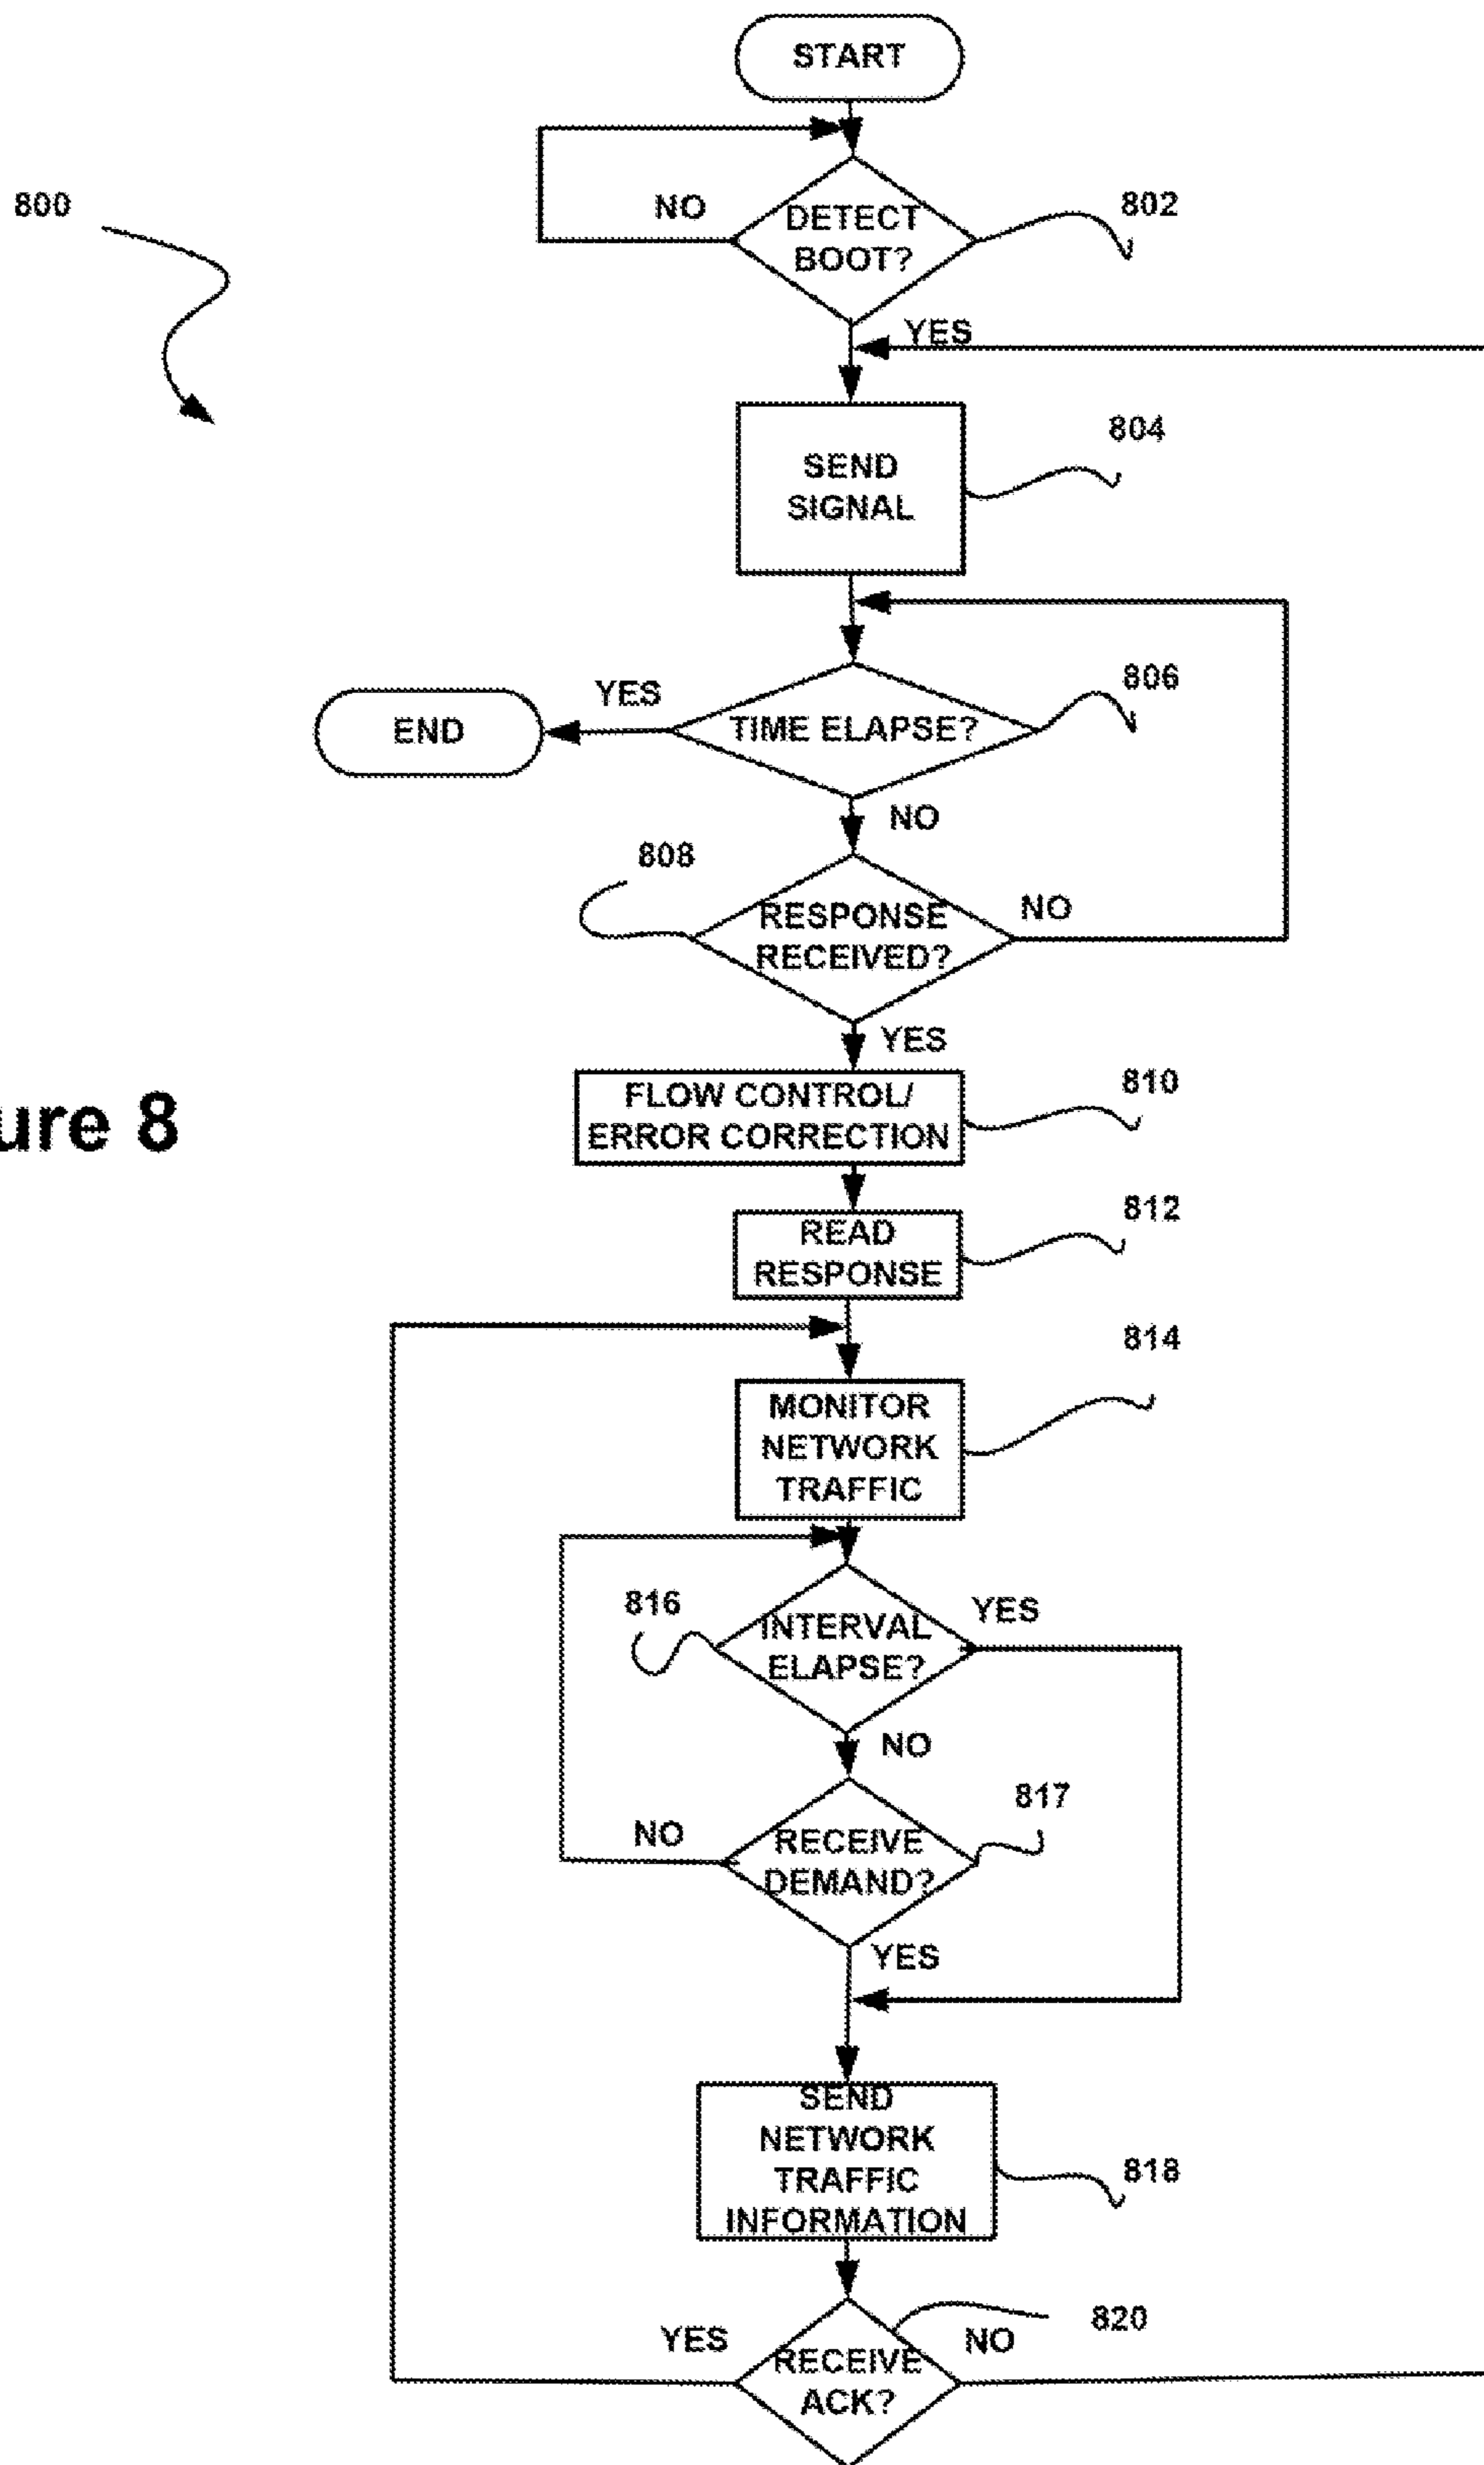 START
800
NO
DETECT
BOOT?
802
YES
SEND
SIGNAL
804
YES
END
TIME ELAPSE?
806
NO
808
RESPONSE
RECEIVED?
NO
YES
ure 8
FLOW CONTROL/
ERROR CORRECTION
810
READ
RESPONSE
812
814
MONITOR
NETWORK
TRAFFIC
816
INTERVAL
ELAPSE?
YES
NO
817
NO
RECEIVE
DEMAND?
YES
SEND
NETWORK
TRAFFIC
INFORMATION
818
820
YES
RECEIVE
ACK?
NO